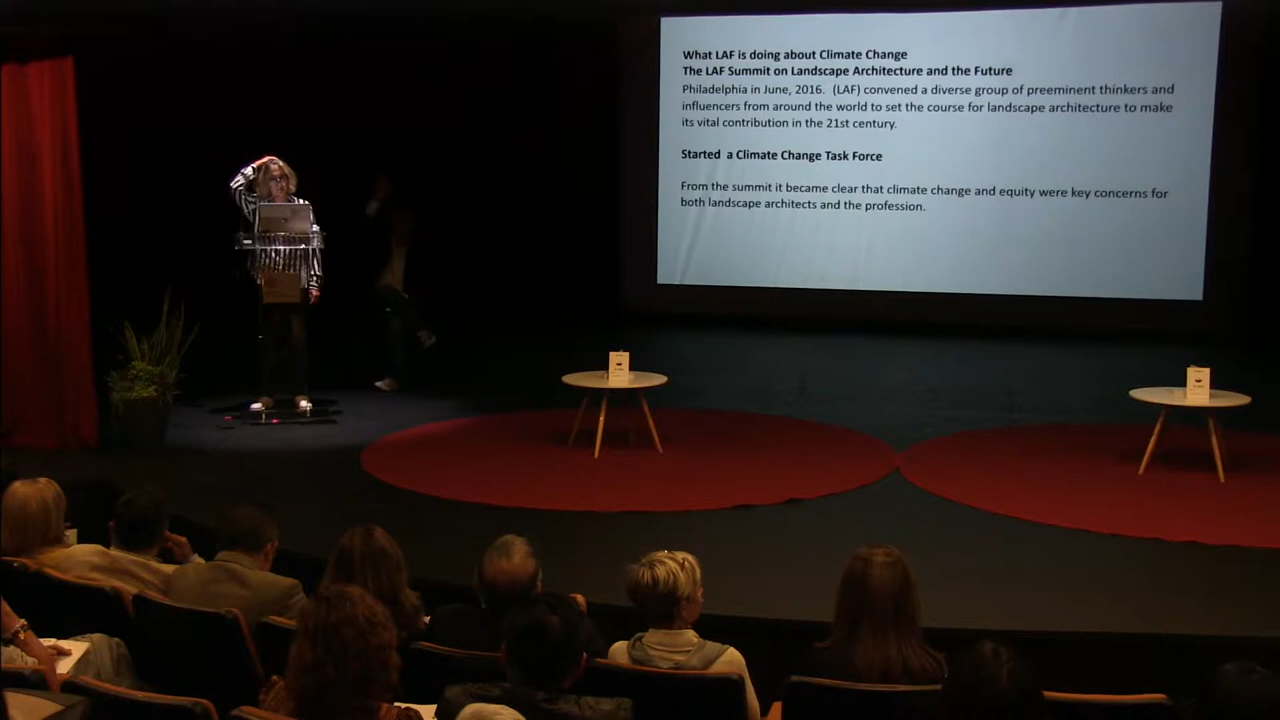 What LAF is doing about Climate Change
The LAF Summit on Landscape Architecture and the Future
Philadelphia in June, 2016.  (LAF) convened a diverse group of preeminent thinkers and
influencers from around the world to set the course for landscape architecture to make
its vital contribution in the 21st century.
Started  a Climate Change Task Force
From the summit it became clear that climate change and equity were key concerns for
both landscape architects and the profession.